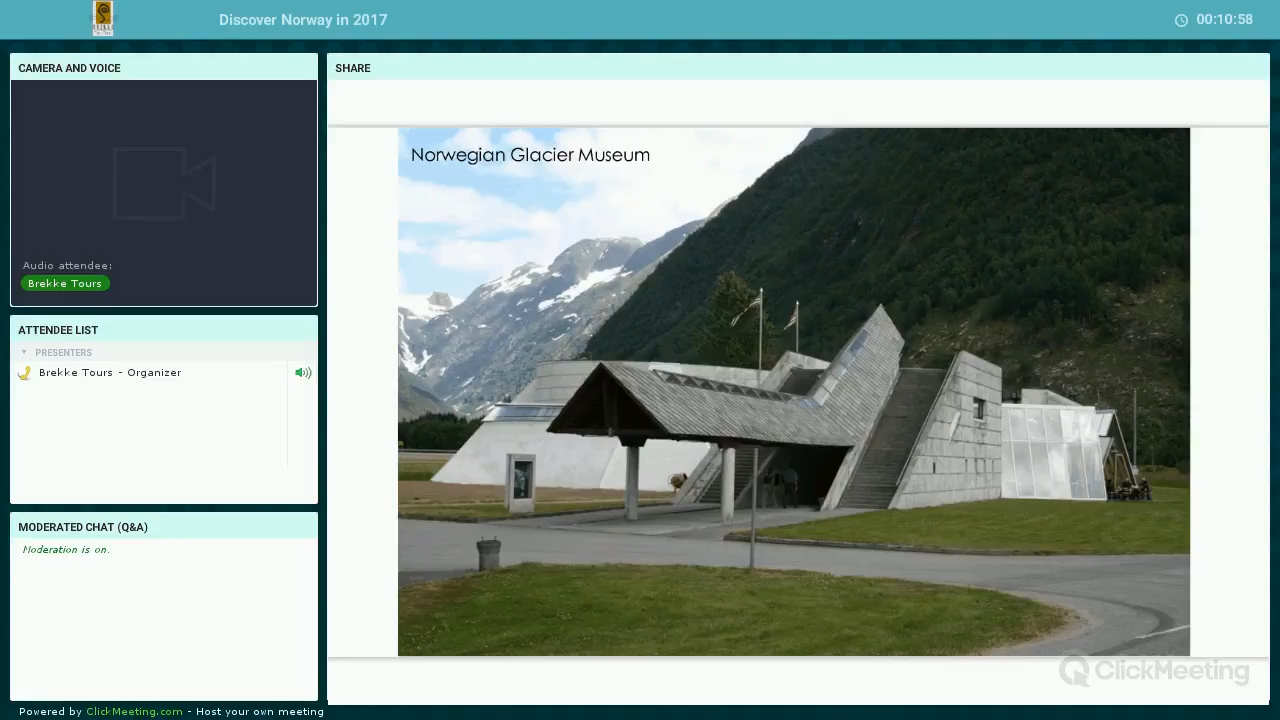 Discover Norway in 2017
00:10:58
CAMERA AND VOICE
Audio attendee:
Brekke Tours
ATTENDEE LIST
PRESENTERS
Brekke Tours - Organizer
MODERATED CHAT (Q&A)
Moderation is on.
SHARE
Norwegian Glacier Museum
ClickMeeting
Powered by ClickMeeting.com - Host your own meeting